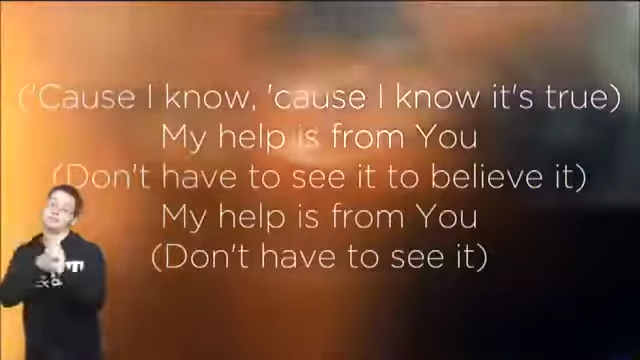 ('Cause I know, 'cause I know it's true)
My help is from You
(Don't have to see it to believe it)
My help is from You
(Don't have to see it)